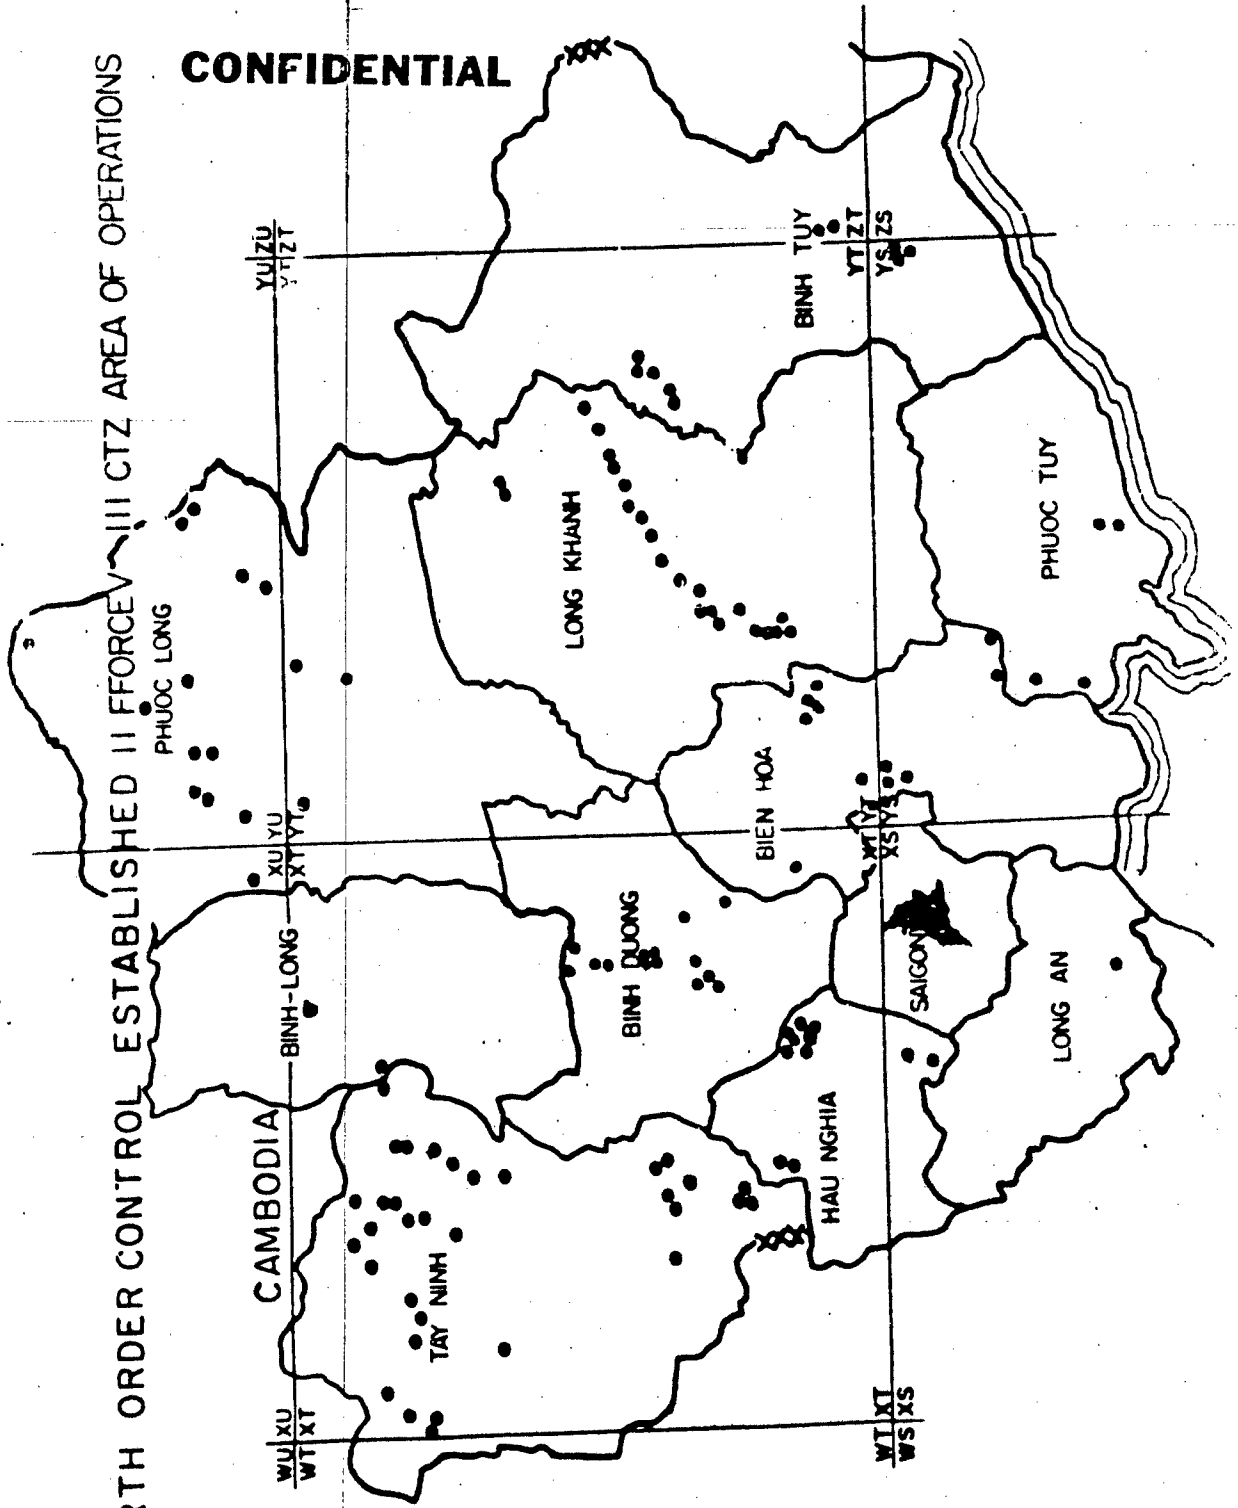 CONFIDENTIAL
RTH ORDER CONTROL ESTABLISHED II FFORCEV-III CTZ AREA OF OPERATIONS
PHUOC LONG
CAMBODIA
BINH-LONG
WU XU
WT XT
XU YU
XT YT
YU ZU
YT ZT
TAY NINH
BINH DUONG
LONG KHANH
BIEN HOA
BINH TUY
HAU NGHIA
WT XT
WS XS
XT YT
XS YS
YT ZT
YS ZS
SAIGON
LONG AN
PHUOC TUY
XXX
XXX